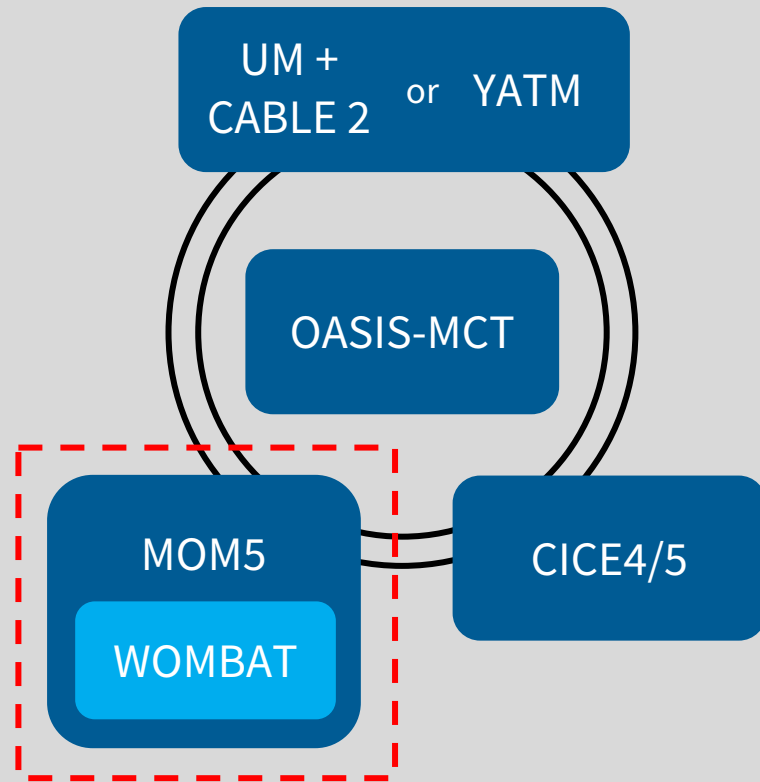 UM +
CABLE 2
or
YATM
OASIS-MCT
MOM5
WOMBAT
CICE4/5